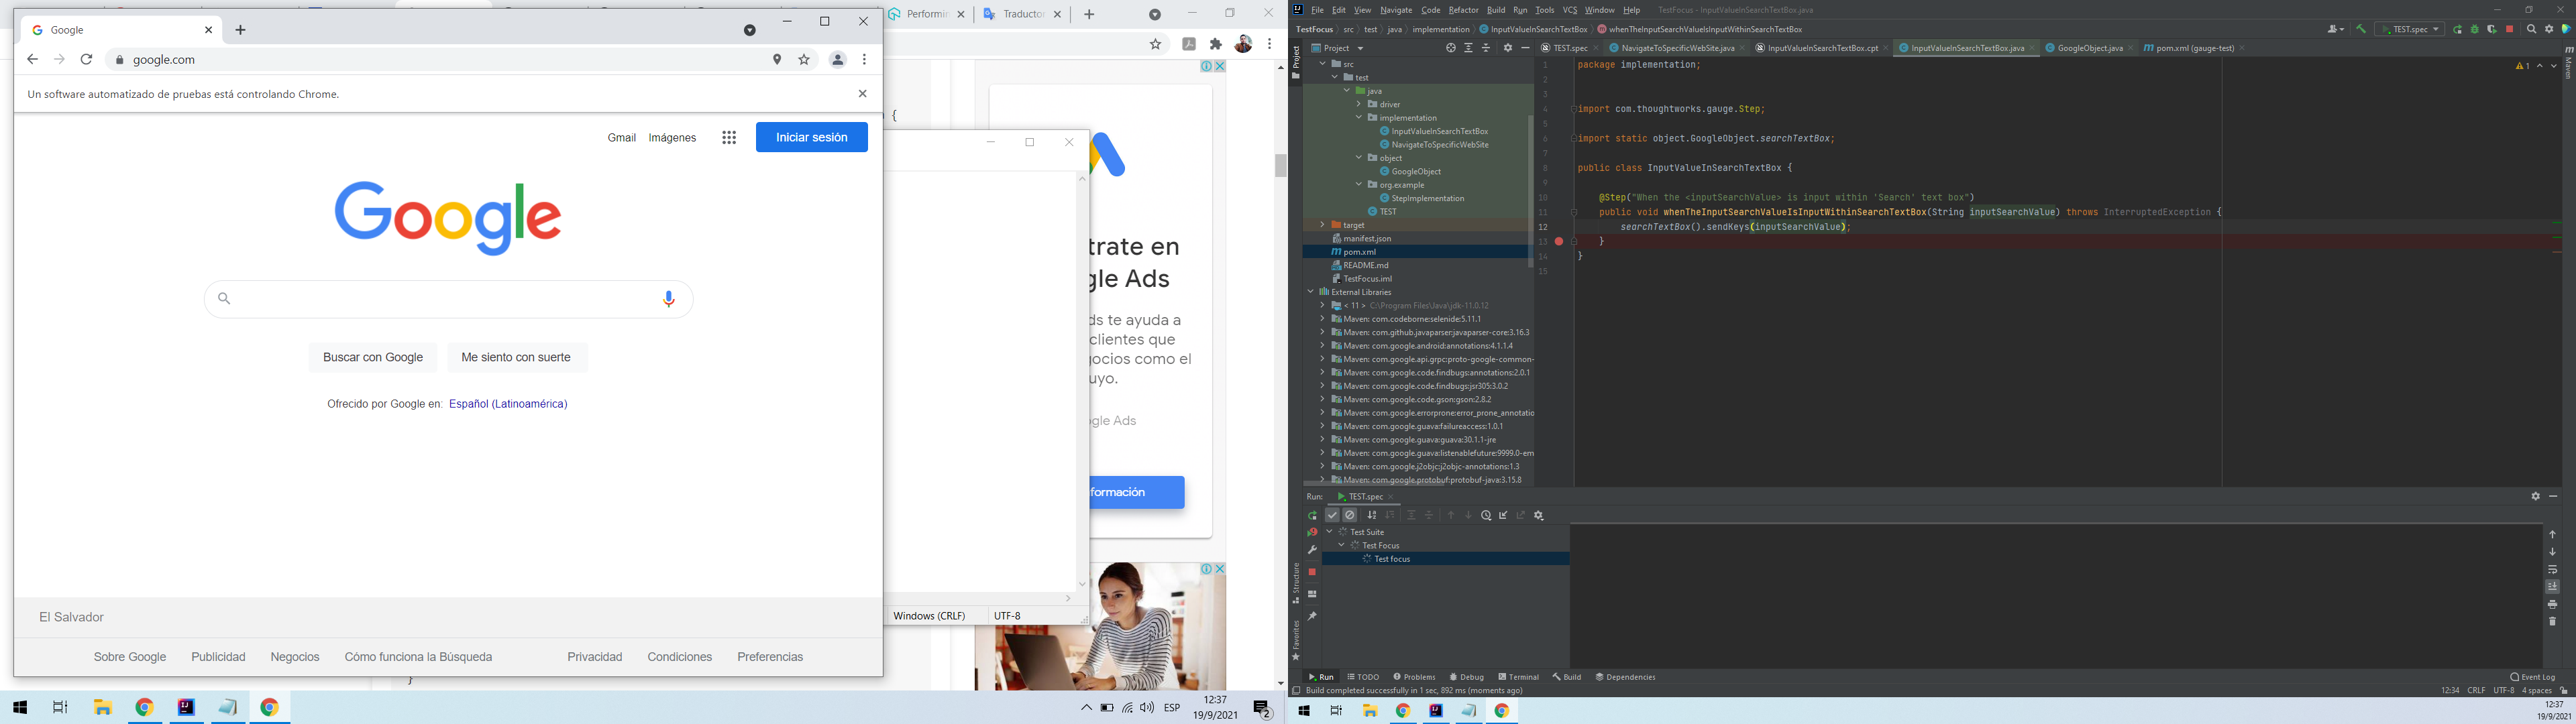 Google
google.com
Un software automatizado de pruebas está controlando Chrome.
Gmail
Imágenes
Iniciar sesión
Google
Buscar con Google
Me siento con suerte
Ofrecido por Google en: Español (Latinoamérica)
El Salvador
Sobre Google
Publicidad
Negocios
Cómo funciona la Búsqueda
Privacidad
Condiciones
Preferencias
Performin
Traductor
{
trate en
gle Ads
ds te ayuda a
clientes que
gocios como el
uyo.
gle Ads
formación
Windows (CRLF)
UTF-8
}
ESP
12:37
19/9/2021
2
File Edit View Navigate Code Refactor Build Run Tools VCS Window Help
TestFocus - InputValueInSearchTextBox.java
TestFocus src test java implementation InputValueInSearchTextBox whenTheInputSearchValueIsInputWithinSearchTextBox
TEST.spec
Project
TEST.spec
NavigateToSpecificWebSite.java
InputValueInSearchTextBox.cpt
InputValueInSearchTextBox.java
GoogleObject.java
pom.xml (gauge-test)
Project
Maven
src
test
java
driver
implementation
InputValueInSearchTextBox
NavigateToSpecificWebSite
object
GoogleObject
org.example
StepImplementation
TEST
target
manifest.json
pom.xml
README.md
TestFocus.iml
External Libraries
< 11 > C:\Program Files\Java\jdk-11.0.12
Maven: com.codeborne:selenide:5.11.1
Maven: com.github.javaparser:javaparser-core:3.16.3
Maven: com.google.android:annotations:4.1.1.4
Maven: com.google.api.grpc:proto-google-common-
Maven: com.google.code.findbugs:annotations:2.0.1
Maven: com.google.code.findbugs:jsr305:3.0.2
Maven: com.google.code.gson:gson:2.8.2
Maven: com.google.errorprone:error_prone_annotatio
Maven: com.google.guava:failureaccess:1.0.1
Maven: com.google.guava:guava:30.1.1-jre
Maven: com.google.guava:listenablefuture:9999.0-em
Maven: com.google.j2objc:j2objc-annotations:1.3
Maven: com.google.protobuf:protobuf-java:3.15.8
1 package implementation;
2
3
4 import com.thoughtworks.gauge.Step;
5
6 import static object.GoogleObject.searchTextBox;
7
8 public class InputValueInSearchTextBox {
9
10 @Step("When the <inputSearchValue> is input within 'Search' text box")
11 public void whenTheInputSearchValueIsInputWithinSearchTextBox(String inputSearchValue) throws InterruptedException {
12 searchTextBox().sendKeys(inputSearchValue);
13 }
14 }
15
1
Run: TEST.spec
Test Suite
Test Focus
Test focus
Structure
Favorites
Run TODO Problems Debug Terminal Build Dependencies
Event Log
Build completed successfully in 1 sec, 892 ms (moments ago)
12:34 CRLF UTF-8 4 spaces
12:37
19/9/2021